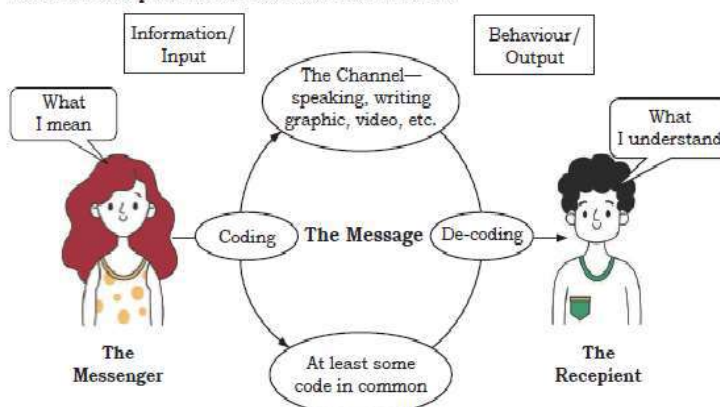 Information/
Input
Behaviour/
Output
The Channel—
speaking, writing
graphic, video, etc.
What
I mean
What
I understand
Coding
The Message
De-coding
The
Messenger
At least some
code in common
The
Recepient